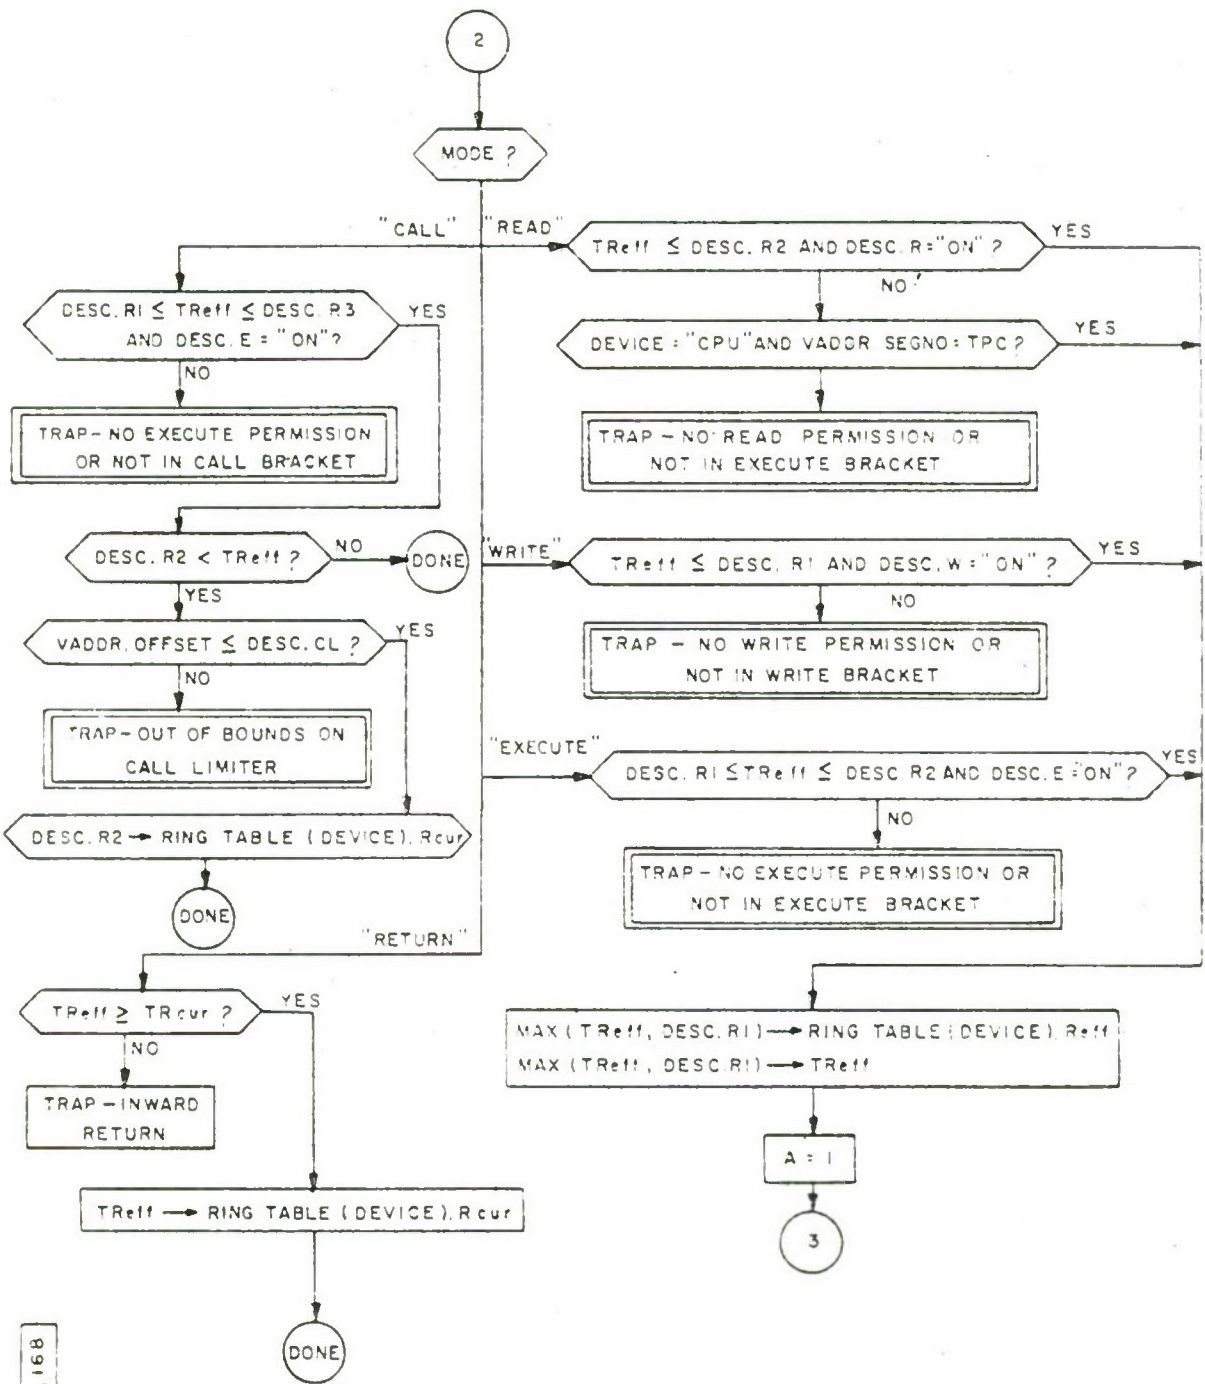 2
MODE ?
"CALL" "READ"
TReff ≤ DESC. R2 AND DESC. R="ON" ?
YES
NO
DESC. R1 ≤ TReff ≤ DESC. R3
AND DESC. E = "ON"?
YES
NO
DEVICE = "CPU" AND VADDR SEGNO = TPC ?
YES
TRAP – NO EXECUTE PERMISSION
OR NOT IN CALL BRACKET
TRAP – NO READ PERMISSION OR
NOT IN EXECUTE BRACKET
DESC. R2 < TReff ?
NO
DONE
YES
"WRITE"
TReff ≤ DESC. R1 AND DESC. W = "ON" ?
YES
NO
VADDR. OFFSET ≤ DESC. CL ?
YES
NO
TRAP – NO WRITE PERMISSION OR
NOT IN WRITE BRACKET
TRAP – OUT OF BOUNDS ON
CALL LIMITER
"EXECUTE"
DESC. R1 ≤ TReff ≤ DESC. R2 AND DESC. E = "ON" ?
YES
NO
DESC. R2 → RING TABLE (DEVICE). Rcur
DONE
TRAP – NO EXECUTE PERMISSION OR
NOT IN EXECUTE BRACKET
"RETURN"
TReff ≥ TRcur ?
YES
NO
TRAP – INWARD
RETURN
TReff → RING TABLE (DEVICE). Rcur
DONE
MAX (TReff, DESC. R1) → RING TABLE (DEVICE). Reff
MAX (TReff, DESC. R1) → TReff
A = 1
3
168